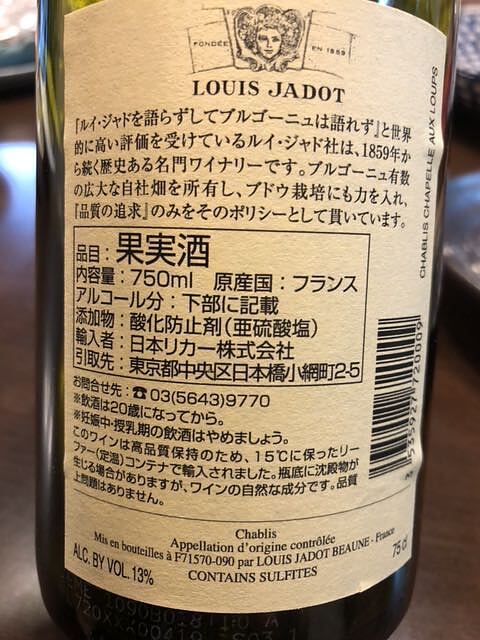 FONDÉE EN 1859
LOUIS JADOT
『ルイ・ジャドを語らずしてブルゴーニュは語れず』と世界
的に高い評価を受けているルイ・ジャド社は、1859年か
ら続く歴史ある名門ワイナリーです。ブルゴーニュ有数
の広大な自社畑を所有し、ブドウ栽培にも力を入れ、
『品質の追求』のみをそのポリシーとして貫いています。
品目：果実酒
内容量：750ml 原産国：フランス
アルコール分：下部に記載
添加物：酸化防止剤(亜硫酸塩)
輸入者：日本リカー株式会社
引取先：東京都中央区日本橋小網町2-5
お問合せ先：☎03(5643)9770
※飲酒は20歳になってから。
※妊娠中・授乳期の飲酒はやめましょう。
このワインは高品質保持のため、15℃に保ったリー
ファー(定温)コンテナで輸入されました。瓶底に沈殿物が
生じる場合がありますが、ワインの自然な成分です。品質
上問題はありません。
CHABLIS CHAPELLE AUX LOUPS
Chablis
Appellation d'origine contrôlée
Mis en bouteilles à F71570-090 par LOUIS JADOT BEAUNE - France
ALC. BY VOL. 13%
CONTAINS SULFITES
75 cl